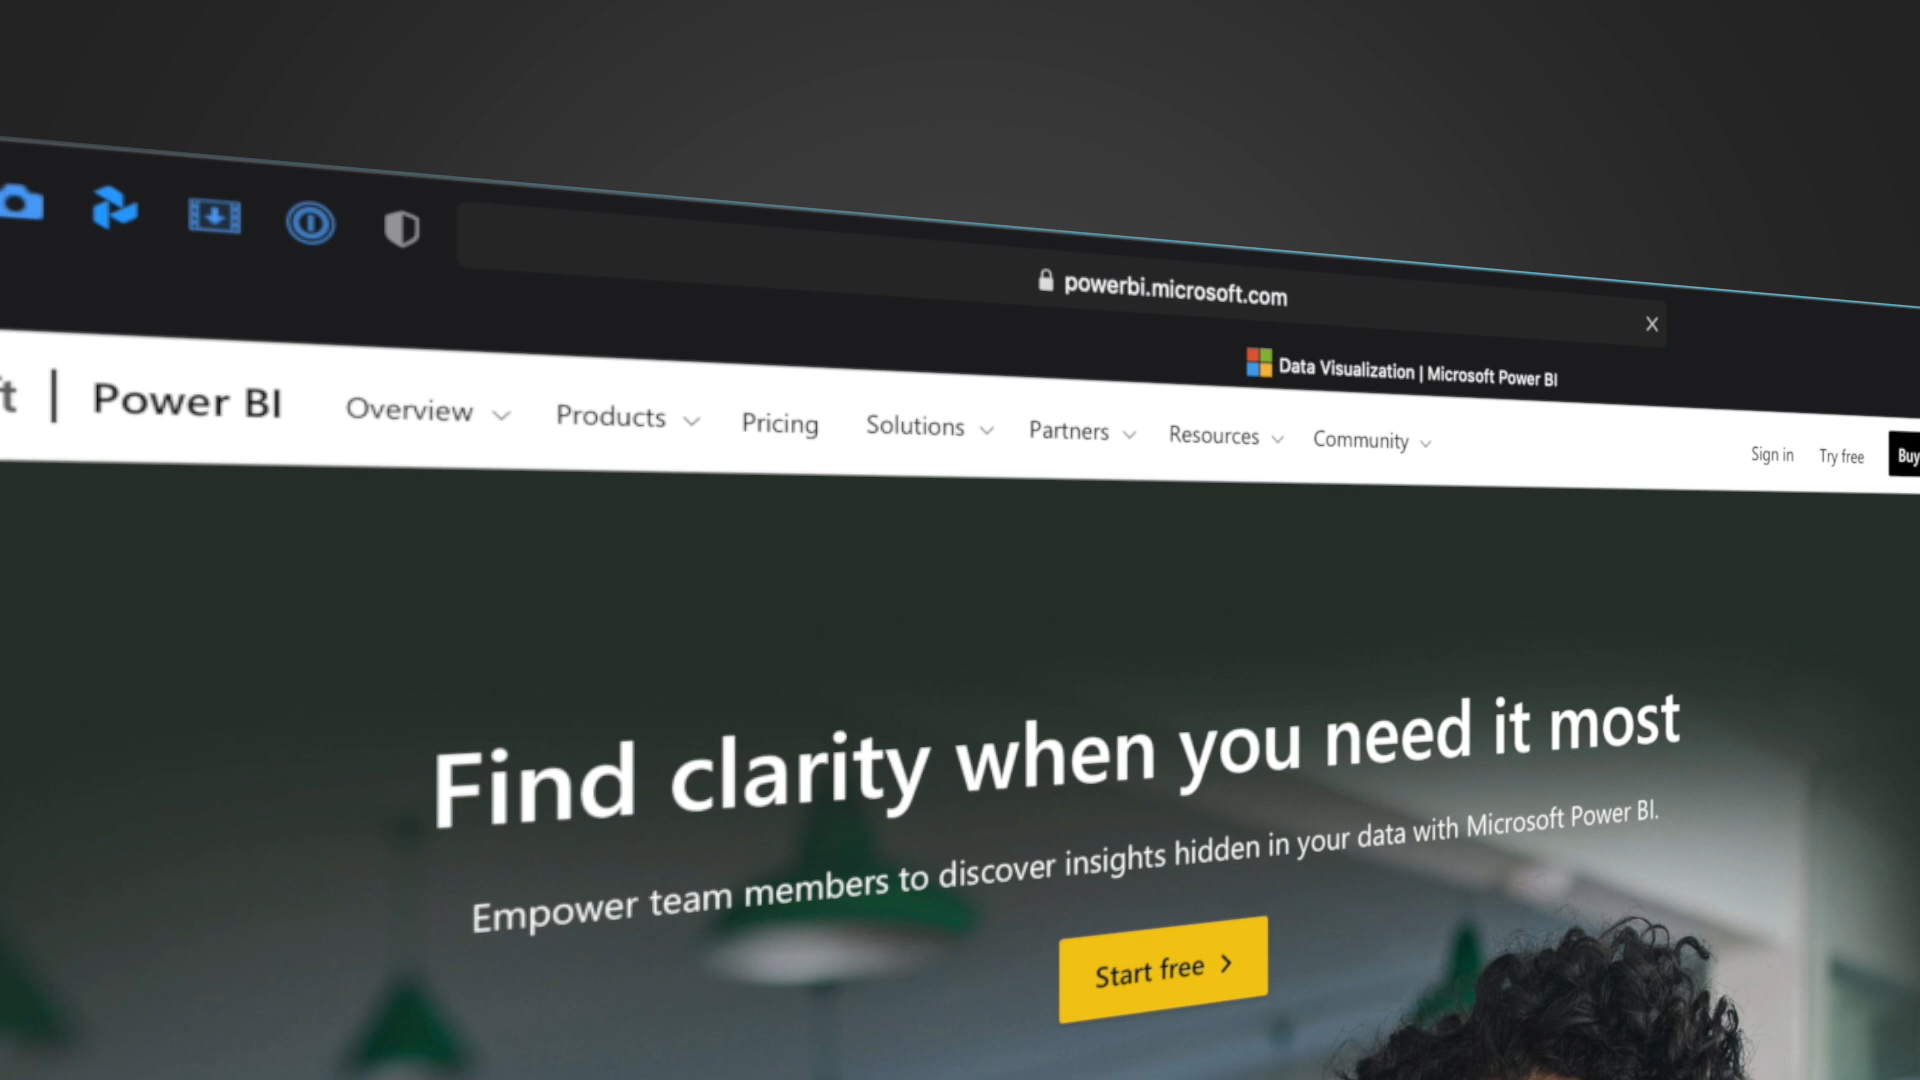 powerbi.microsoft.com
X
Data Visualization | Microsoft Power BI
t | Power BI Overview Products Pricing Solutions Partners Resources Community Sign in Try free Buy
Find clarity when you need it most
Empower team members to discover insights hidden in your data with Microsoft Power BI.
Start free